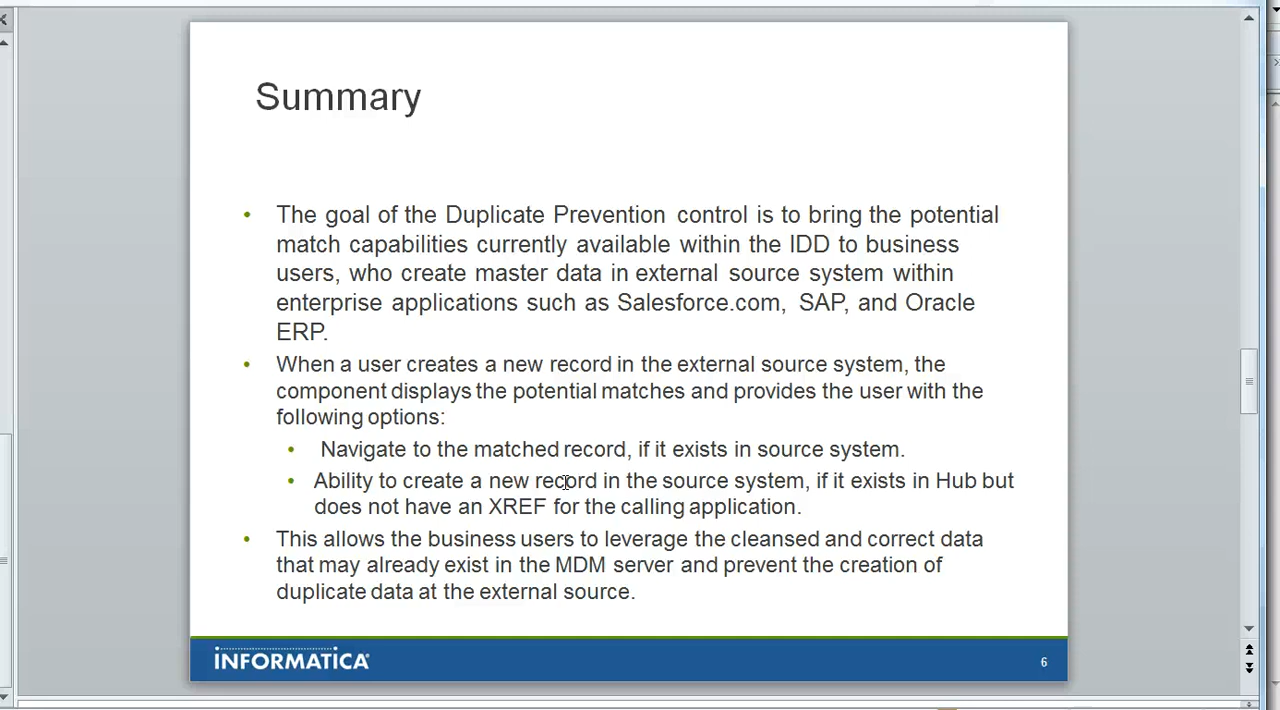 Summary
• The goal of the Duplicate Prevention control is to bring the potential
match capabilities currently available within the IDD to business
users, who create master data in external source system within
enterprise applications such as Salesforce.com, SAP, and Oracle
ERP.
• When a user creates a new record in the external source system, the
component displays the potential matches and provides the user with the
following options:
• Navigate to the matched record, if it exists in source system.
• Ability to create a new record in the source system, if it exists in Hub but
does not have an XREF for the calling application.
• This allows the business users to leverage the cleansed and correct data
that may already exist in the MDM server and prevent the creation of
duplicate data at the external source.
INFORMATICA®
6